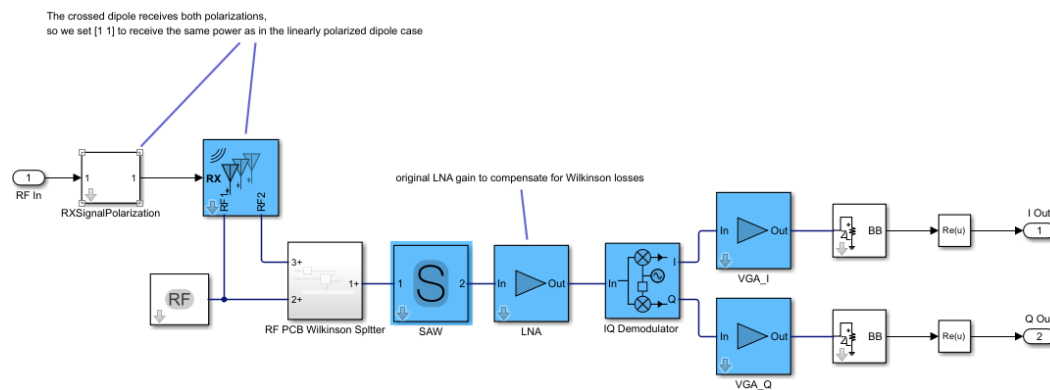 The crossed dipole receives both polarizations,
so we set [1 1] to receive the same power as in the linearly polarized dipole case
original LNA gain to compensate for Wilkinson losses
1
RF In
1
1
RXSignalPolarization
RX
RF1
RF2
RF
3+
2+
1+
RF PCB Wilkinson Spltter
1
S
2
SAW
In
Out
LNA
In
I
Q
IQ Demodulator
In
Out
VGA_I
BB
Re(u)
I Out
1
In
Out
VGA_Q
BB
Re(u)
Q Ou
2